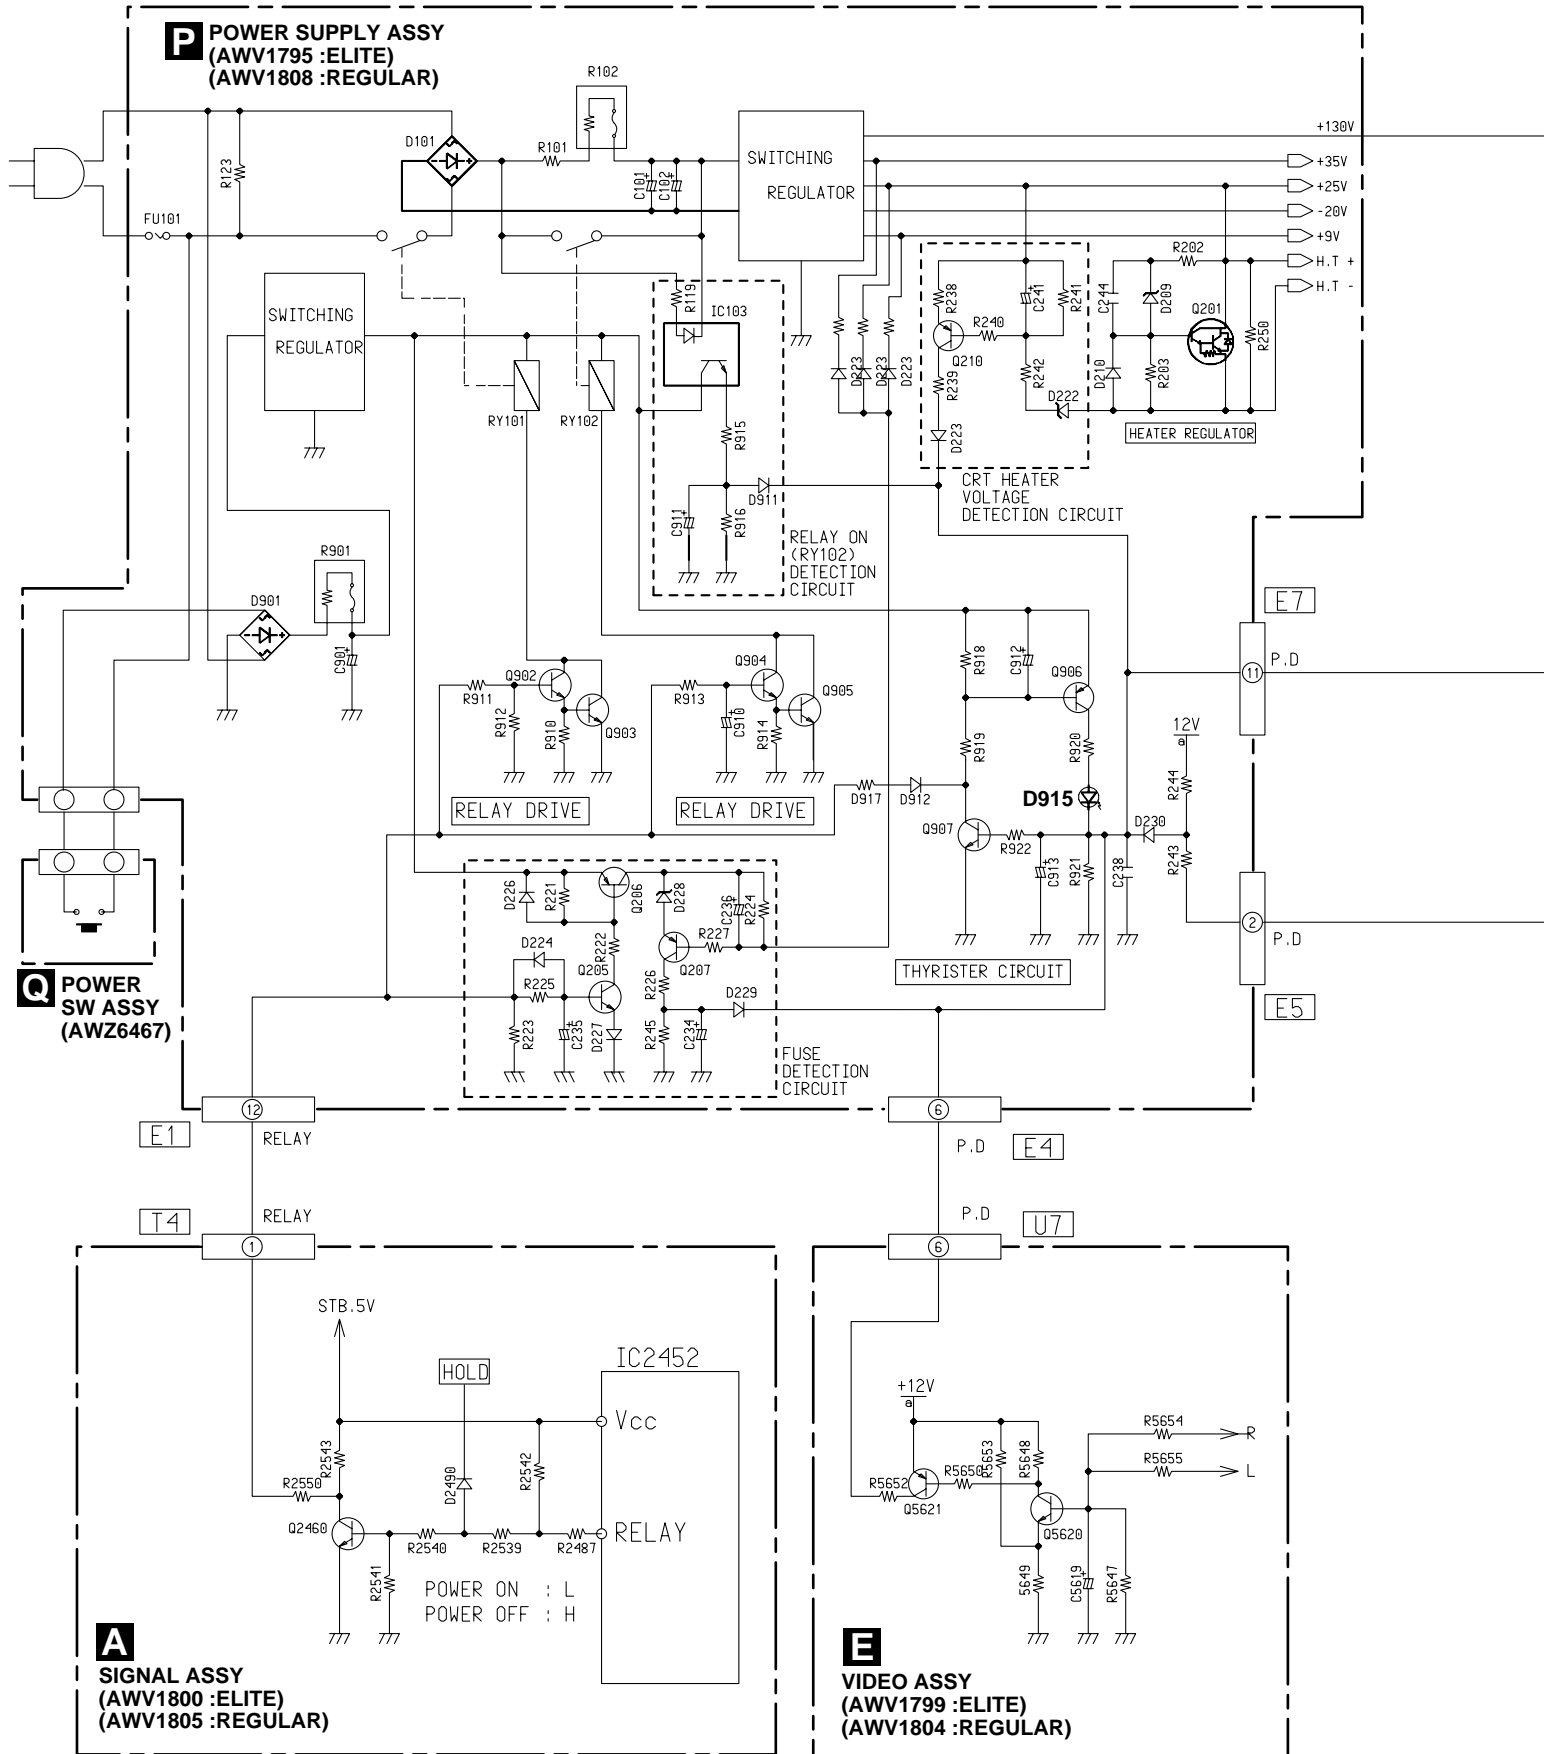 P POWER SUPPLY ASSY
(AWV1795 :ELITE)
(AWV1808 :REGULAR)
R102
+130V
D101
R101
SWITCHING
REGULATOR
+35V
R123
C101
C102
+25V
-20V
FU101
+9V
R202
H.T +
H.T -
R119
IC103
R238
C241
R241
C244
D209
Q201
R250
SWITCHING
REGULATOR
R240
Q210
R239
R242
D210
R203
D223
D223
D223
D222
RY101
RY102
R915
D223
HEATER REGULATOR
D911
C911
R916
CRT HEATER
VOLTAGE
DETECTION CIRCUIT
RELAY ON
(RY102)
DETECTION
CIRCUIT
R901
D901
C901
E7
11
P.D
R918
C912
Q906
Q902
R911
R912
R910
Q903
Q904
R913
C910
R914
Q905
R919
R920
12V
a
R244
RELAY DRIVE
RELAY DRIVE
D917
D912
D915
Q907
R922
C913
R921
C238
D230
R243
D226
R221
Q206
D228
C236
R224
2
P.D
D224
R222
R227
Q207
Q205
R225
R226
D229
THYRISTER CIRCUIT
Q POWER
SW ASSY
(AWZ6467)
R223
C235
D227
R245
C234
E5
FUSE
DETECTION
CIRCUIT
12
6
E1
RELAY
P.D
E4
T4
RELAY
P.D
U7
1
6
STB.5V
HOLD
IC2452
+12V
a
Vcc
R2543
R2542
R5654
R
R5653
R5648
R2550
D2490
R5652
R5650
R5655
L
Q5621
Q2460
R2540
R2539
R2487
RELAY
Q5620
R2541
POWER ON : L
POWER OFF : H
5649
C5619
R5647
A
SIGNAL ASSY
(AWV1800 :ELITE)
(AWV1805 :REGULAR)
E
VIDEO ASSY
(AWV1799 :ELITE)
(AWV1804 :REGULAR)